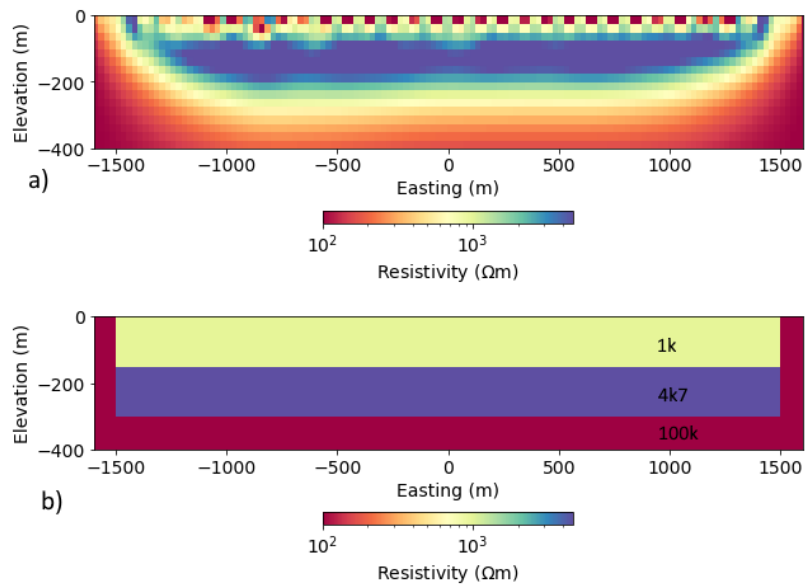 Elevation (m)
0
−200
−400
−1500 −1000 −500 0 500 1000 1500
a)
Easting (m)
10² 10³
Resistivity (Ωm)
Elevation (m)
0
−200
−400
1k
4k7
100k
−1500 −1000 −500 0 500 1000 1500
b)
Easting (m)
10² 10³
Resistivity (Ωm)